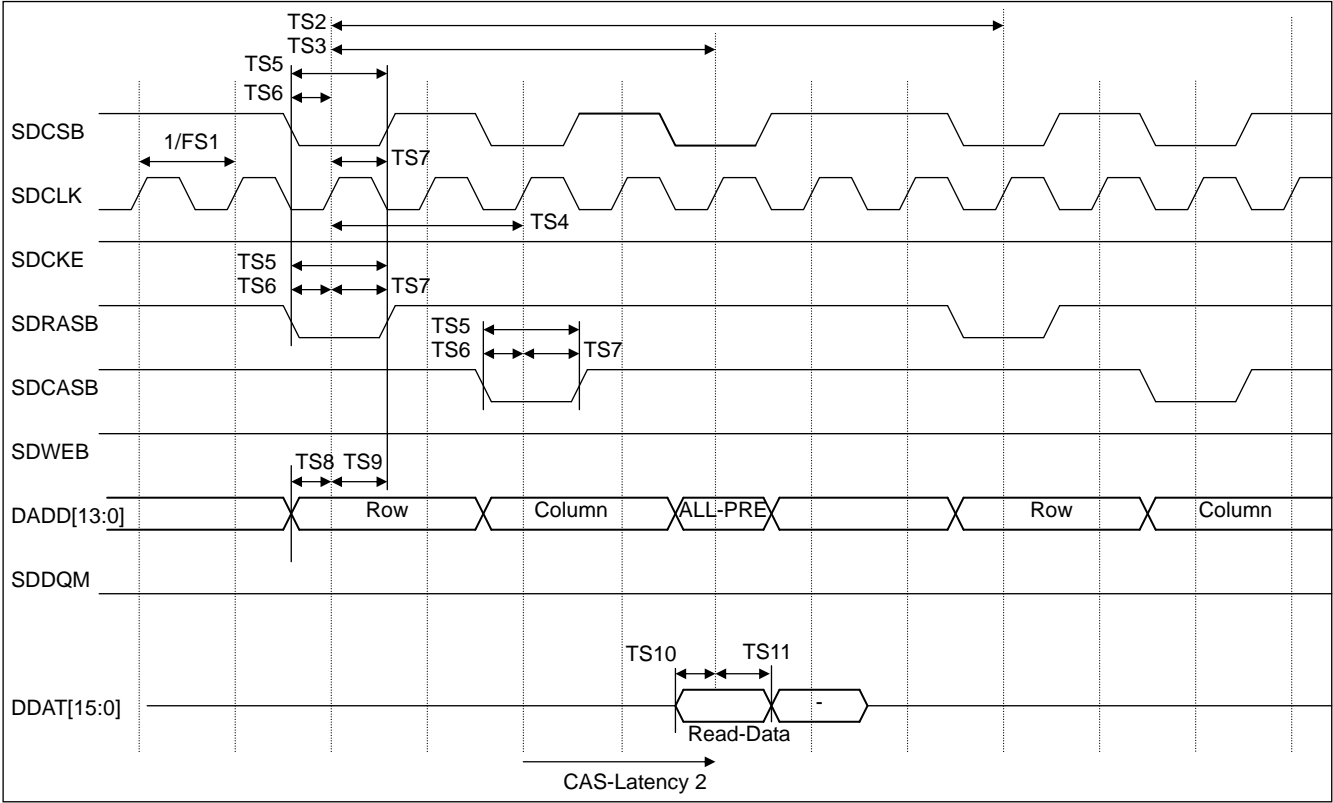 TS2
TS3
TS5
TS6
SDCSB
1/FS1
TS7
SDCLK
TS4
SDCKE
TS5
TS6
TS7
SDRASB
TS5
TS6
TS7
SDCASB
SDWEB
TS8 TS9
DADD[13:0]
Row
Column
ALL-PRE
Row
Column
SDDQM
TS10
TS11
DDAT[15:0]
-
Read-Data
CAS-Latency 2